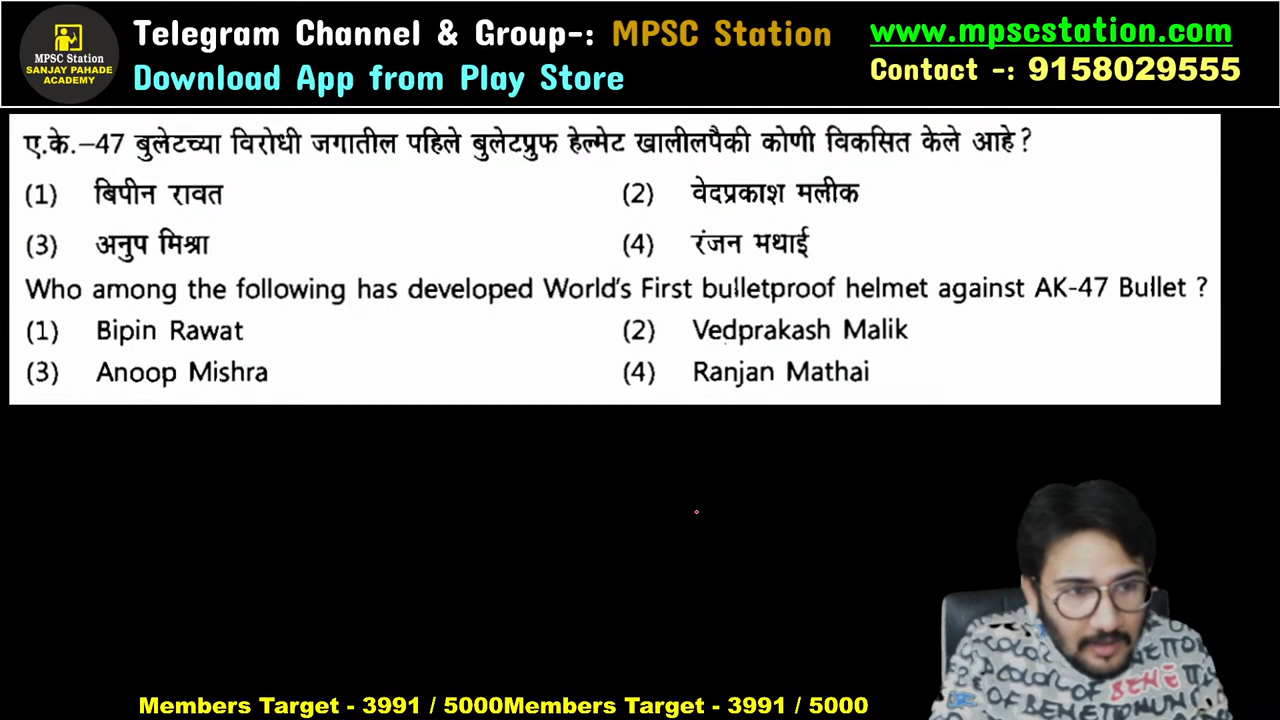 MPSC Station
SANJAY PAHADE
ACADEMY
Telegram Channel & Group-: MPSC Station
Download App from Play Store
www.mpscstation.com
Contact -: 9158029555
ए.के.–47 बुलेटच्या विरोधी जगातील पहिले बुलेटप्रुफ हेल्मेट खालीलपैकी कोणी विकसित केले आहे ?
(1) बिपीन रावत (2) वेदप्रकाश मलीक
(3) अनुप मिश्रा (4) रंजन मथाई
Who among the following has developed World's First bulletproof helmet against AK-47 Bullet ?
(1) Bipin Rawat (2) Vedprakash Malik
(3) Anoop Mishra (4) Ranjan Mathai
Members Target - 3991 / 5000Members Target - 3991 / 5000